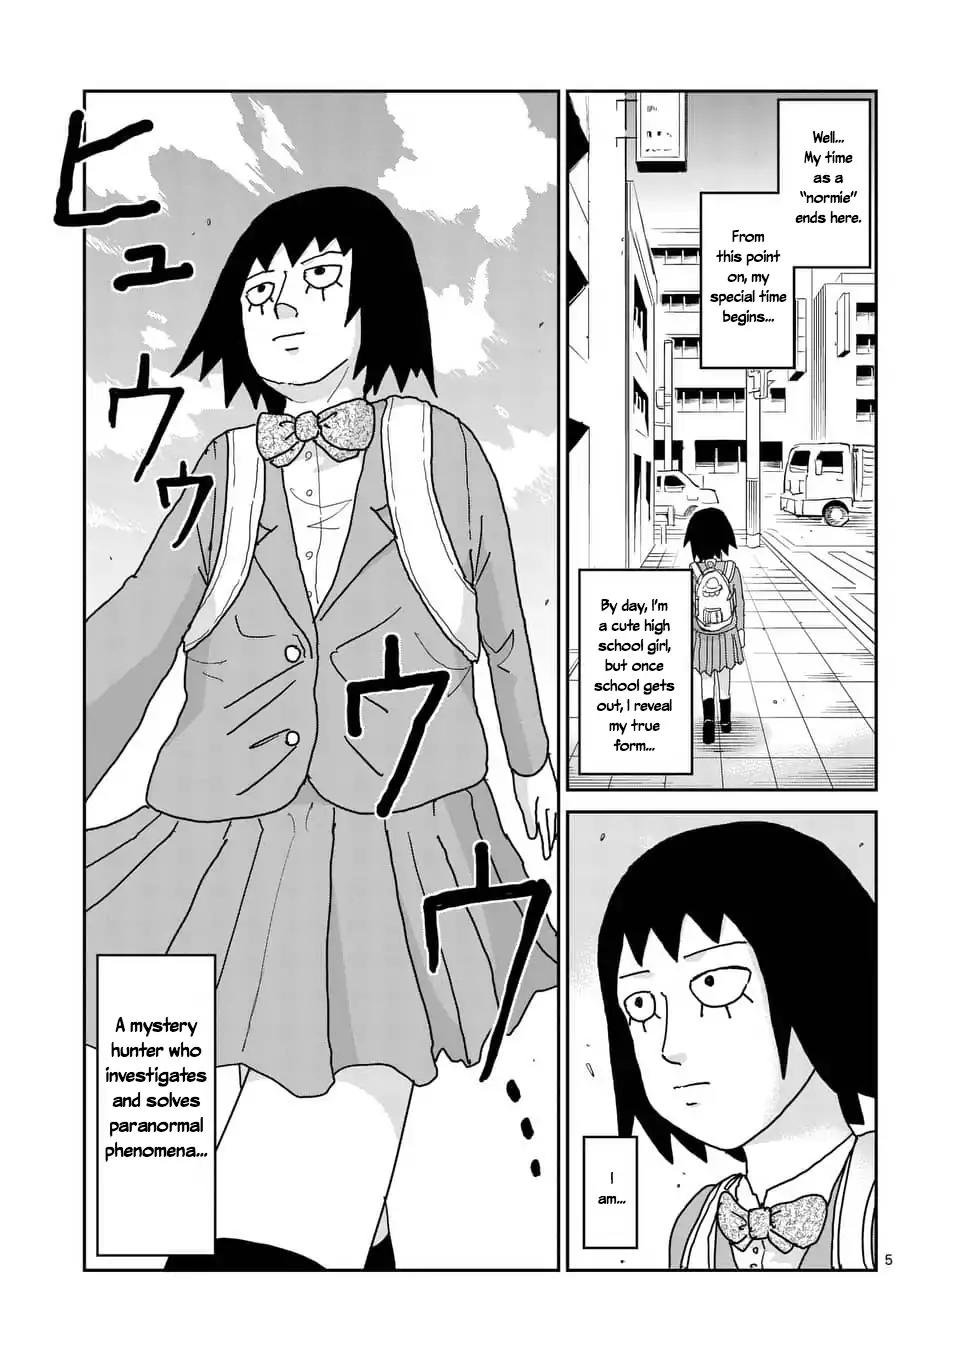 Well...
My time
as a
"normie"
ends here.
From
this point
on, my
special time
begins...
By day, I'm
a cute high
school girl,
but once
school gets
out, I reveal
my true
form...
I
am...
ヒュウゥウウ...
A mystery
hunter who
investigates
and solves
paranormal
phenomena...
5